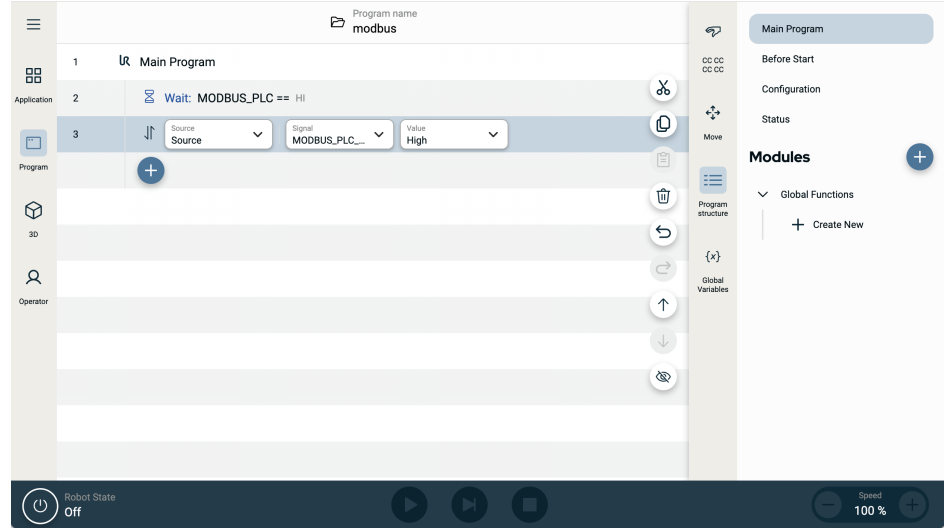 Program name
modbus
Application
Program
3D
Operator
1 Main Program
2 Wait: MODBUS_PLC == HI
3
Source
Source
Signal
MODBUS_PLC_...
Value
High
CC CC
CC CC
Move
Program
structure
{x}
Global
Variables
Main Program
Before Start
Configuration
Status
Modules
Global Functions
Create New
Robot State
Off
Speed
100 %